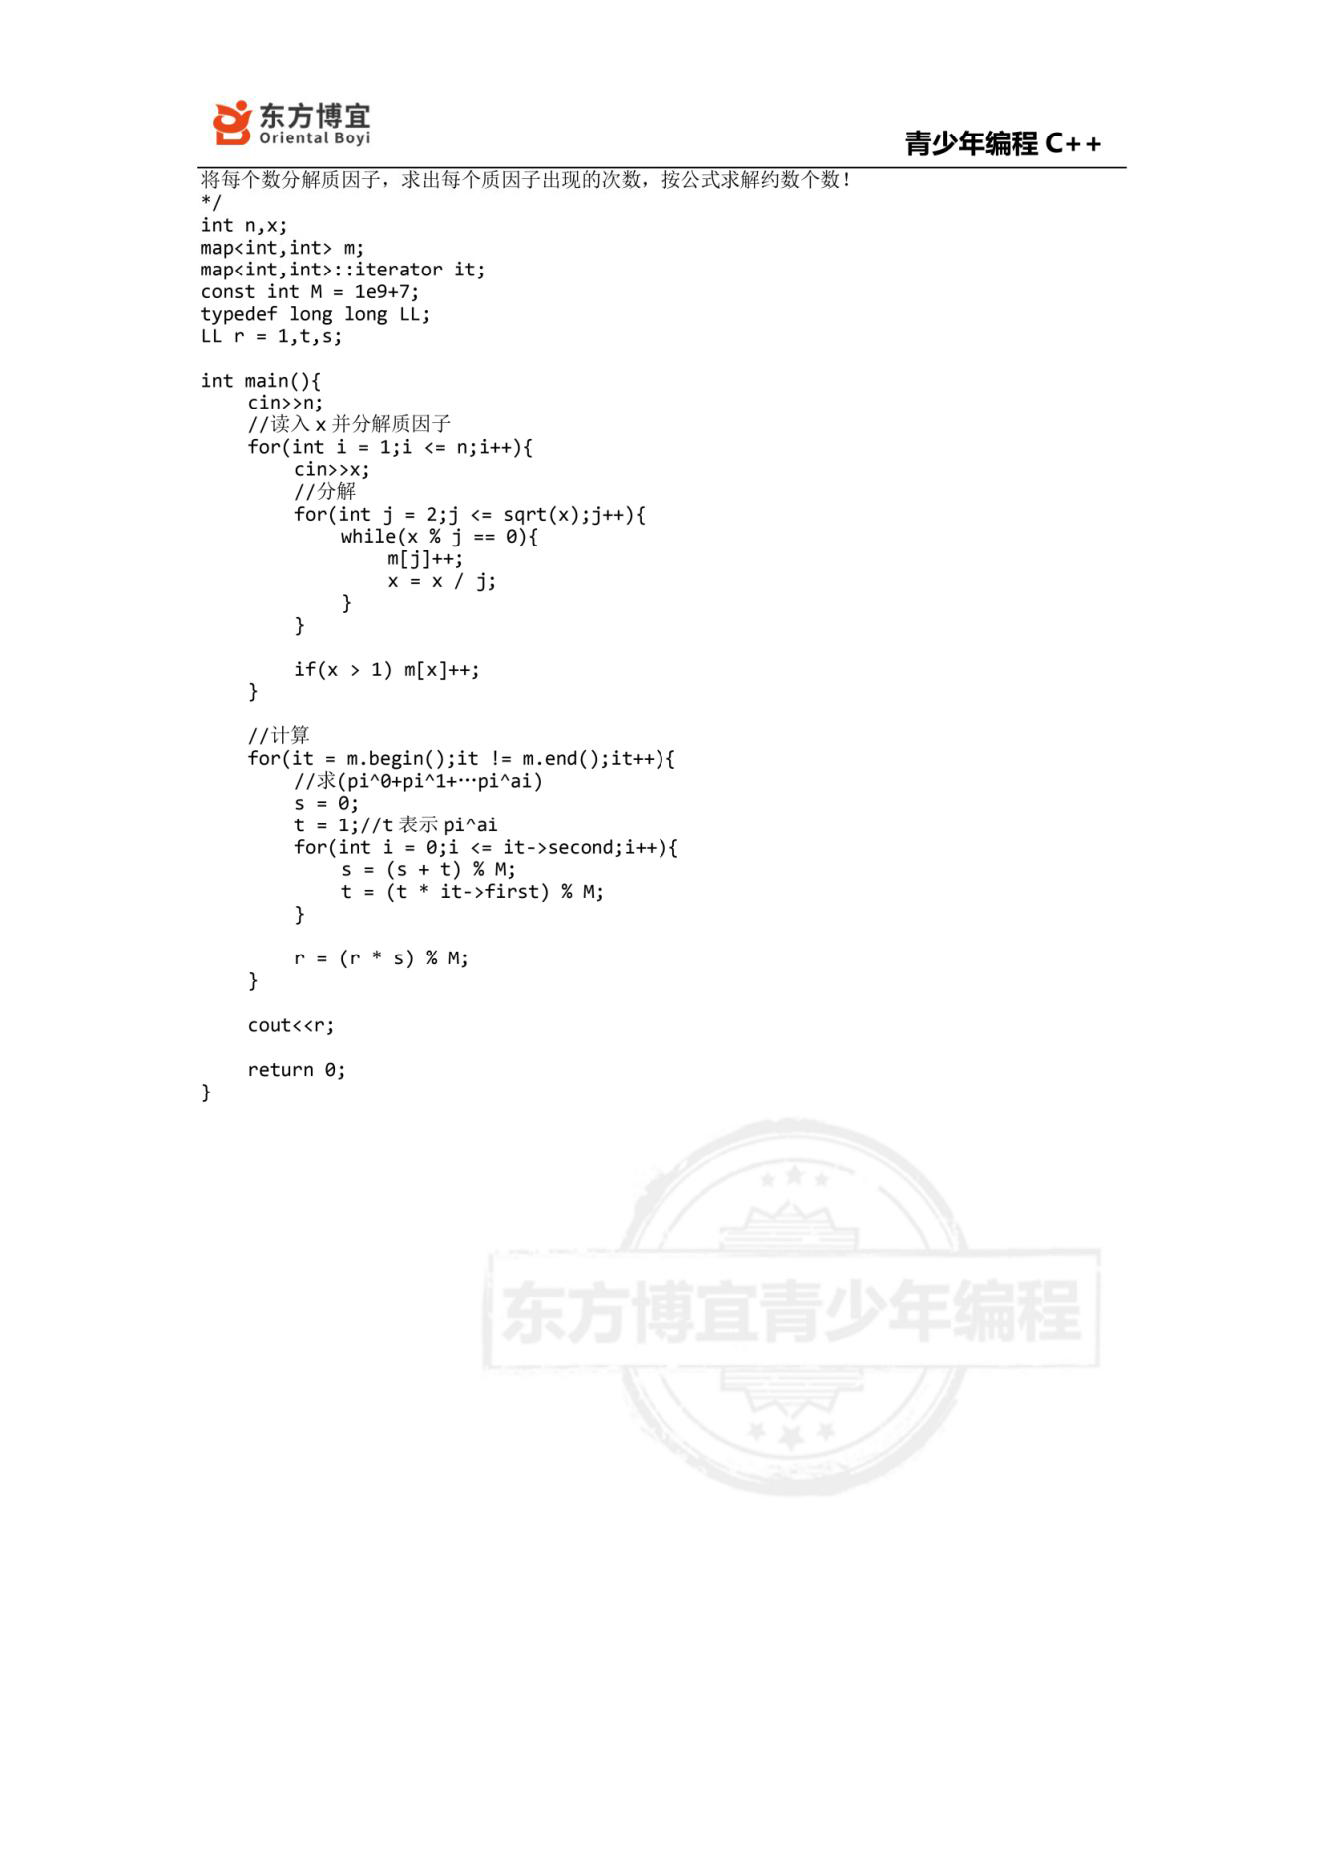 东方博宜
Oriental Boyi
青少年编程 C++
将每个数分解质因子，求出每个质因子出现的次数，按公式求解约数个数！
*/
int n,x;
map<int,int> m;
map<int,int>::iterator it;
const int M = 1e9+7;
typedef long long LL;
LL r = 1,t,s;
int main(){
    cin>>n;
    //读入 x 并分解质因子
    for(int i = 1;i <= n;i++){
        cin>>x;
        //分解
        for(int j = 2;j <= sqrt(x);j++){
            while(x % j == 0){
                m[j]++;
                x = x / j;
            }
        }
        if(x > 1) m[x]++;
    }
    //计算
    for(it = m.begin();it != m.end();it++){
        //求(pi^0+pi^1+…pi^ai)
        s = 0;
        t = 1;//t 表示 pi^ai
        for(int i = 0;i <= it->second;i++){
            s = (s + t) % M;
            t = (t * it->first) % M;
        }
        r = (r * s) % M;
    }
    cout<<r;
    return 0;
}
东方博宜青少年编程